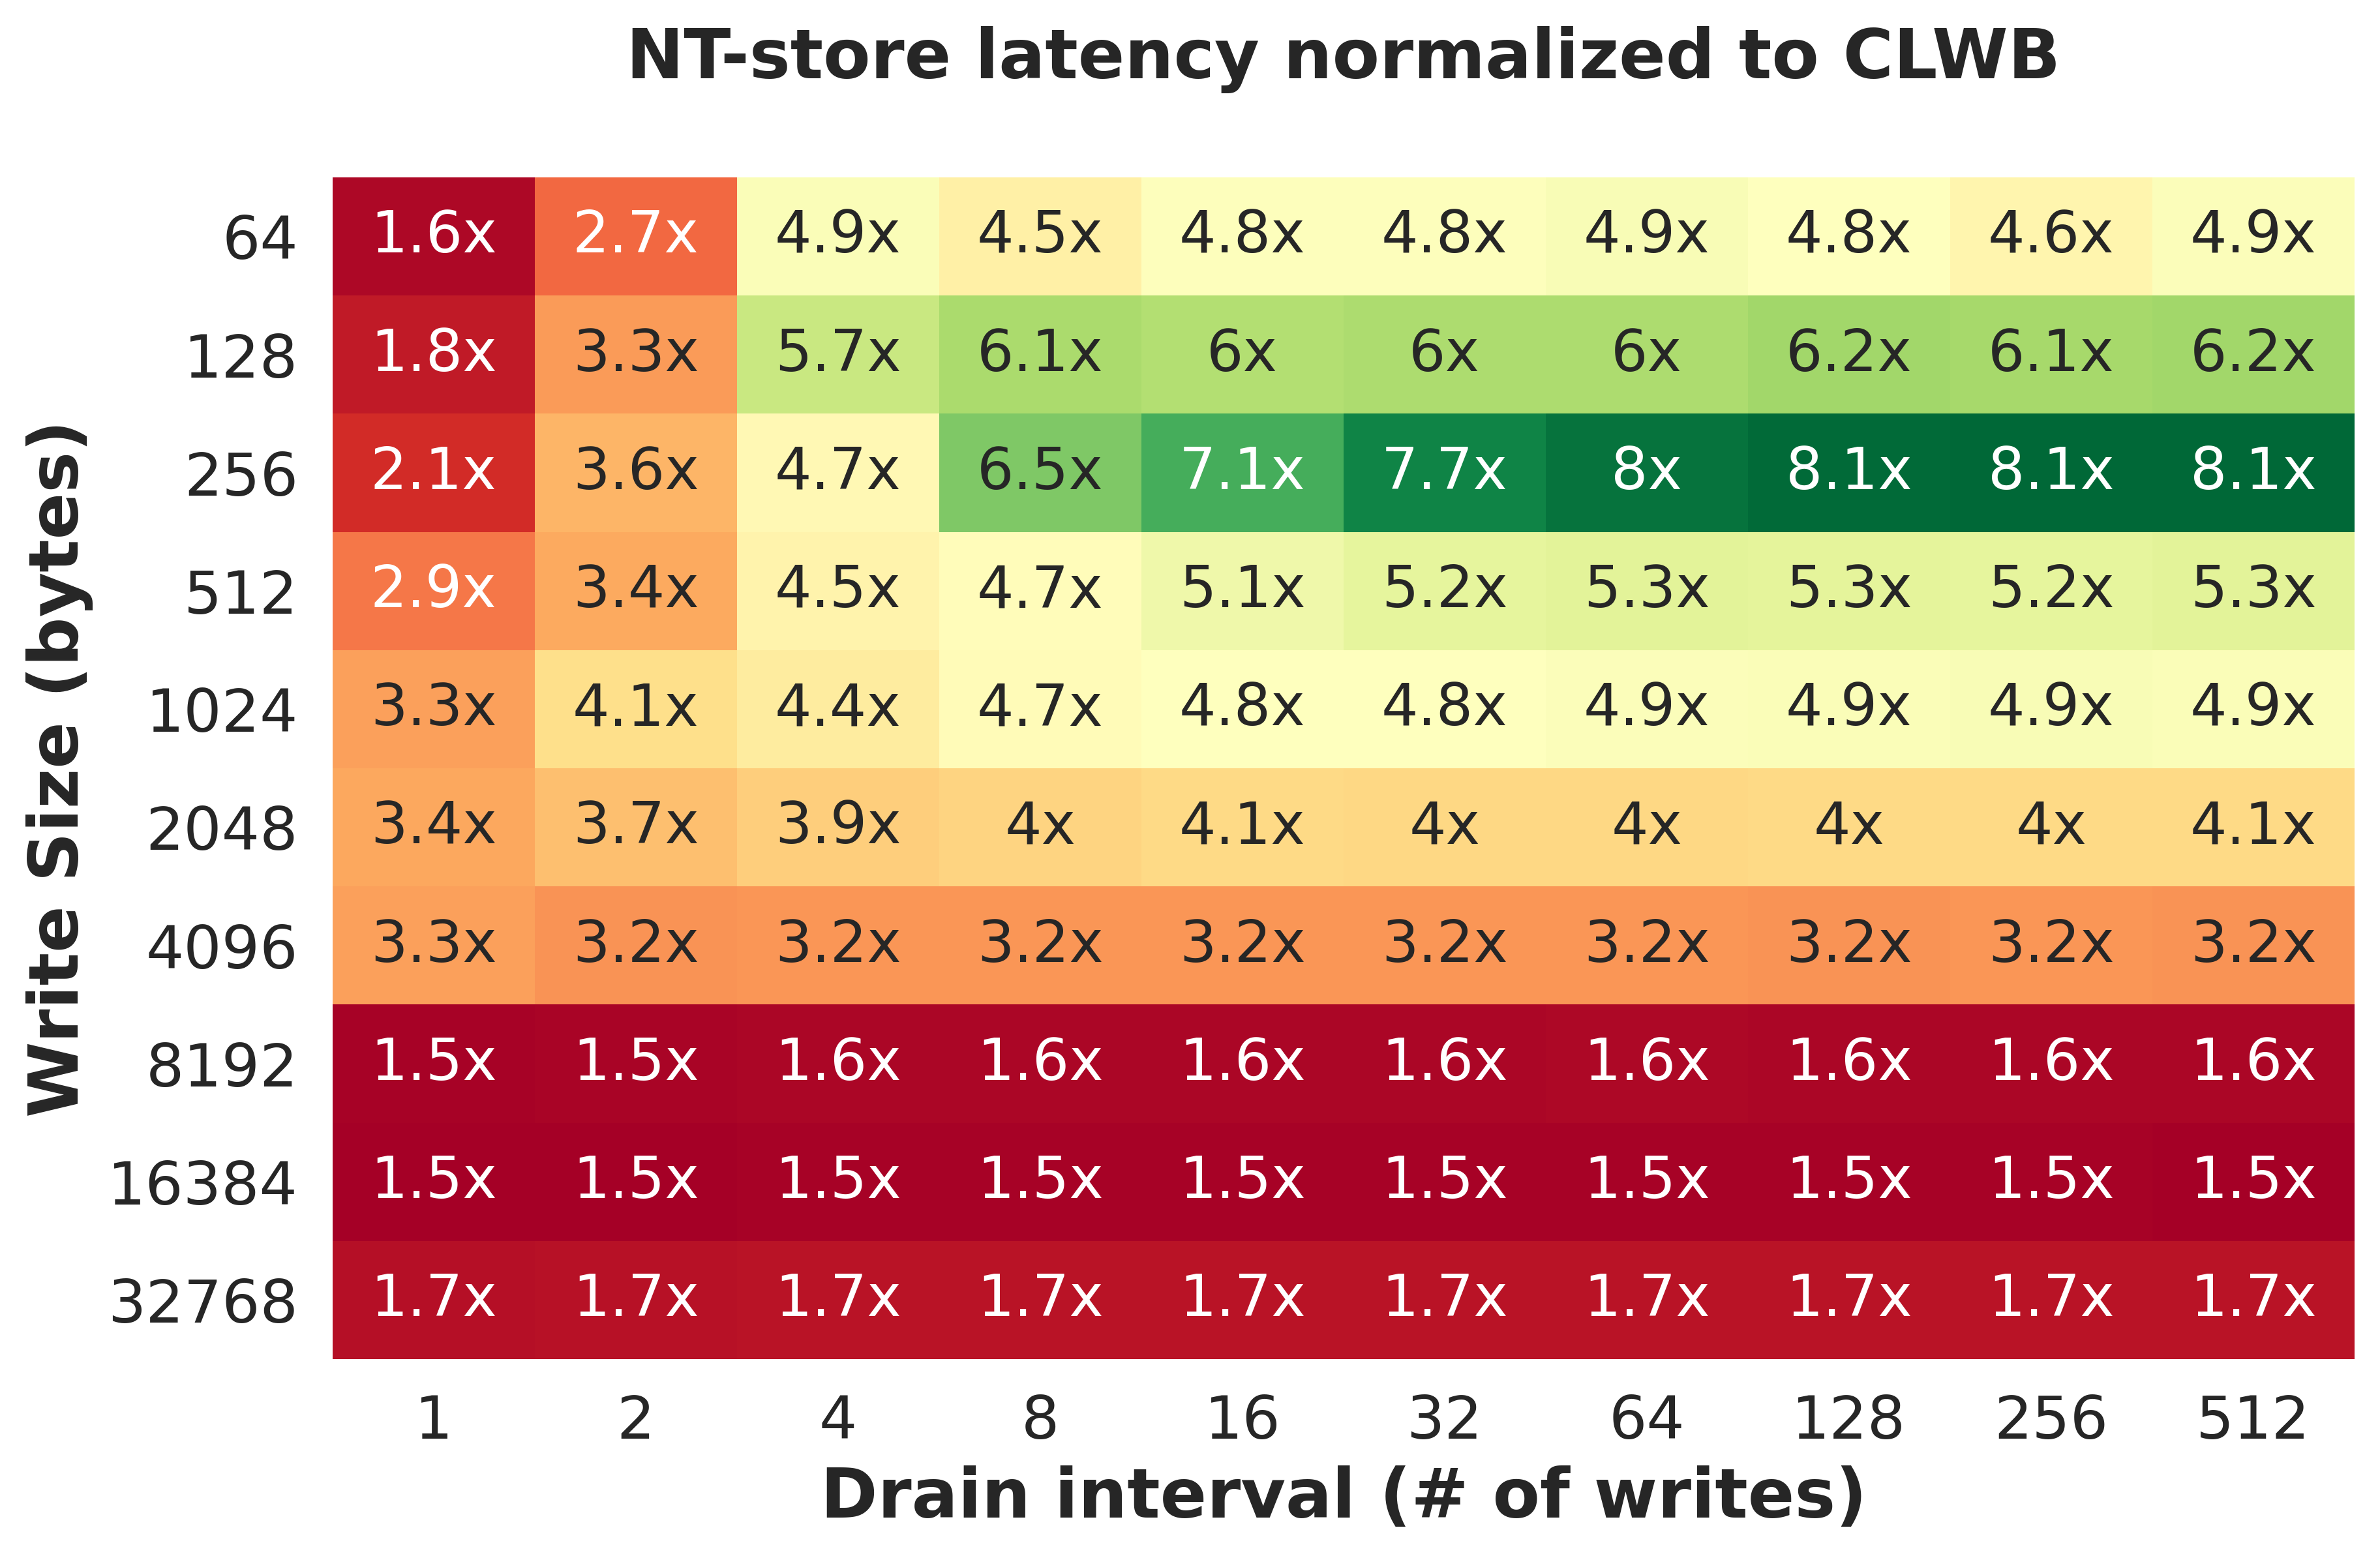 NT-store latency normalized to CLWB
Write Size (bytes)
64 1.6x 2.7x 4.9x 4.5x 4.8x 4.8x 4.9x 4.8x 4.6x 4.9x
128 1.8x 3.3x 5.7x 6.1x 6x 6x 6x 6.2x 6.1x 6.2x
256 2.1x 3.6x 4.7x 6.5x 7.1x 7.7x 8x 8.1x 8.1x 8.1x
512 2.9x 3.4x 4.5x 4.7x 5.1x 5.2x 5.3x 5.3x 5.2x 5.3x
1024 3.3x 4.1x 4.4x 4.7x 4.8x 4.8x 4.9x 4.9x 4.9x 4.9x
2048 3.4x 3.7x 3.9x 4x 4.1x 4x 4x 4x 4x 4.1x
4096 3.3x 3.2x 3.2x 3.2x 3.2x 3.2x 3.2x 3.2x 3.2x 3.2x
8192 1.5x 1.5x 1.6x 1.6x 1.6x 1.6x 1.6x 1.6x 1.6x 1.6x
16384 1.5x 1.5x 1.5x 1.5x 1.5x 1.5x 1.5x 1.5x 1.5x 1.5x
32768 1.7x 1.7x 1.7x 1.7x 1.7x 1.7x 1.7x 1.7x 1.7x 1.7x
1 2 4 8 16 32 64 128 256 512
Drain interval (# of writes)